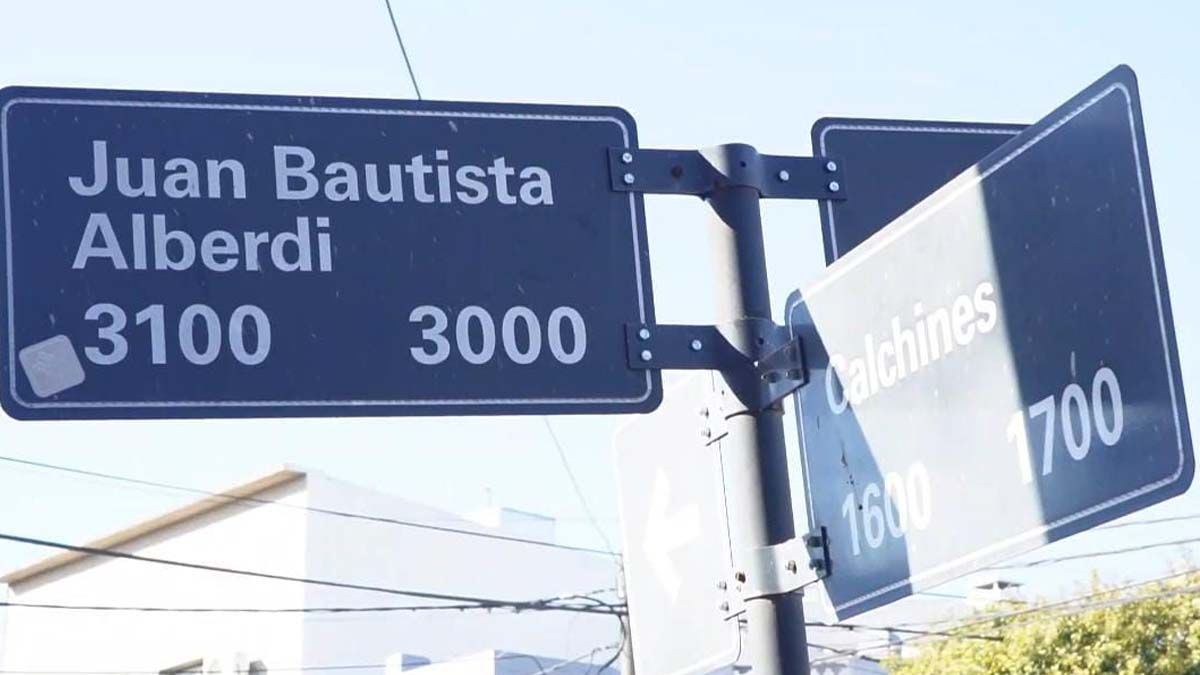 Juan Bautista
Alberdi
3100 3000
Calchines
1600 1700